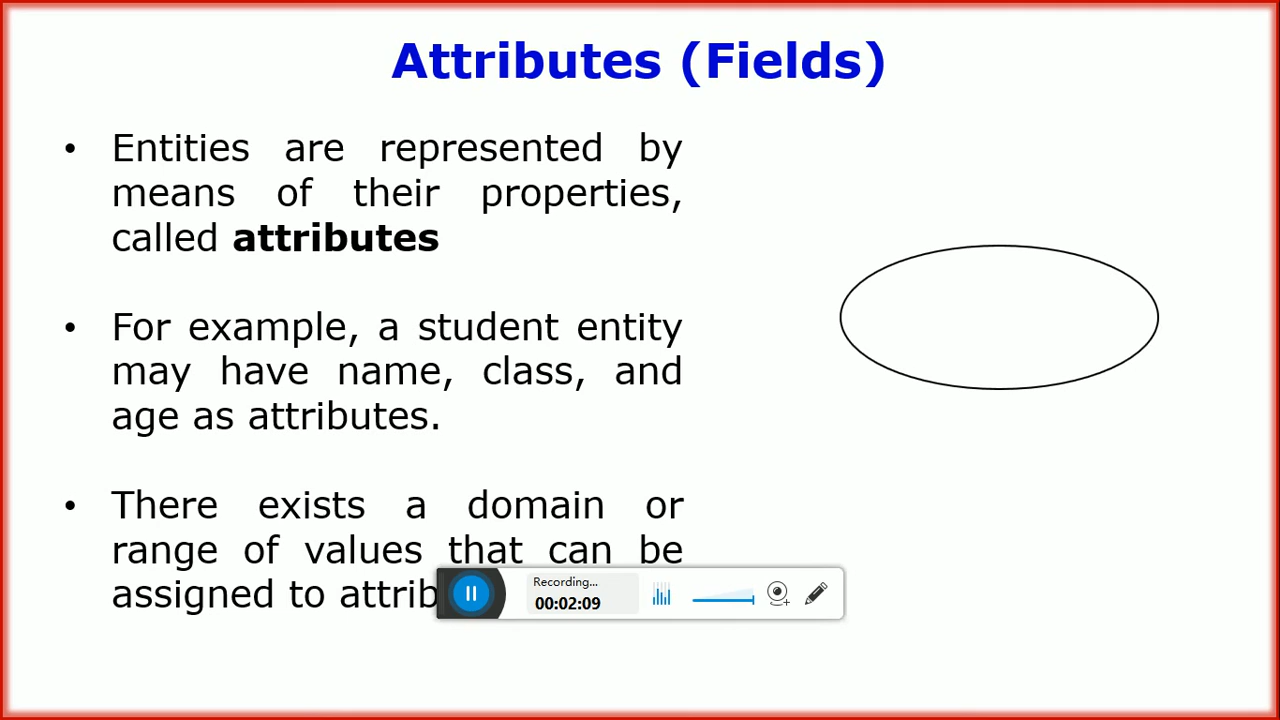 Attributes (Fields)
• Entities are represented by
means of their properties,
called attributes
• For example, a student entity
may have name, class, and
age as attributes.
• There exists a domain or
range of values that can be
assigned to
Recording...
00:02:09